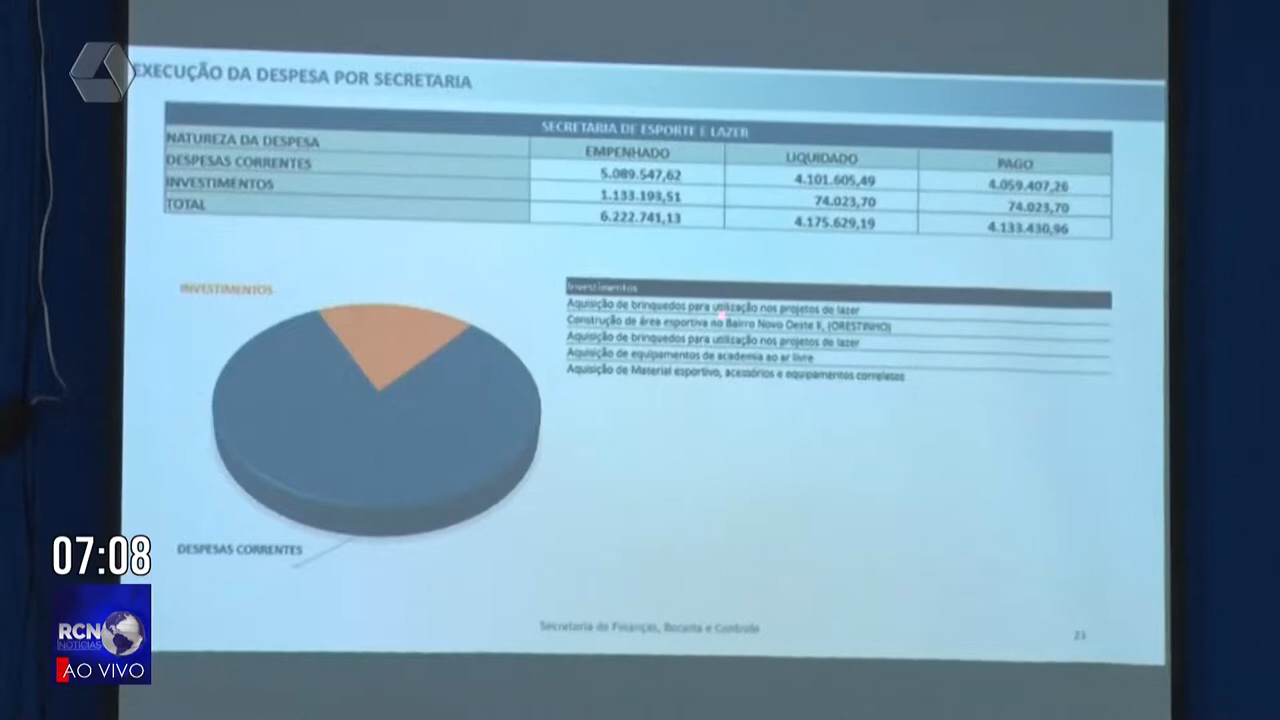 EXECUÇÃO DA DESPESA POR SECRETARIA
SECRETARIA DE ESPORTE E LAZER
NATUREZA DA DESPESA EMPENHADO LIQUIDADO PAGO
DESPESAS CORRENTES 5.089.547,62 4.101.605,49 4.059.407,26
INVESTIMENTOS 1.133.193,51 74.023,70 74.023,70
TOTAL 6.222.741,13 4.175.629,19 4.133.430,96
INVESTIMENTOS
DESPESAS CORRENTES
Investimentos
Aquisição de brinquedos para utilização nos projetos de lazer
Construção de área esportiva no Bairro Novo Oeste II, (ORESTINHO)
Aquisição de brinquedos para utilização nos projetos de lazer
Aquisição de equipamentos de academia ao ar livre
Aquisição de Material esportivo, acessórios e equipamentos correlatos
Secretaria de Finanças, Receita e Controle
21
07:08
RCN
NOTÍCIAS
AO VIVO